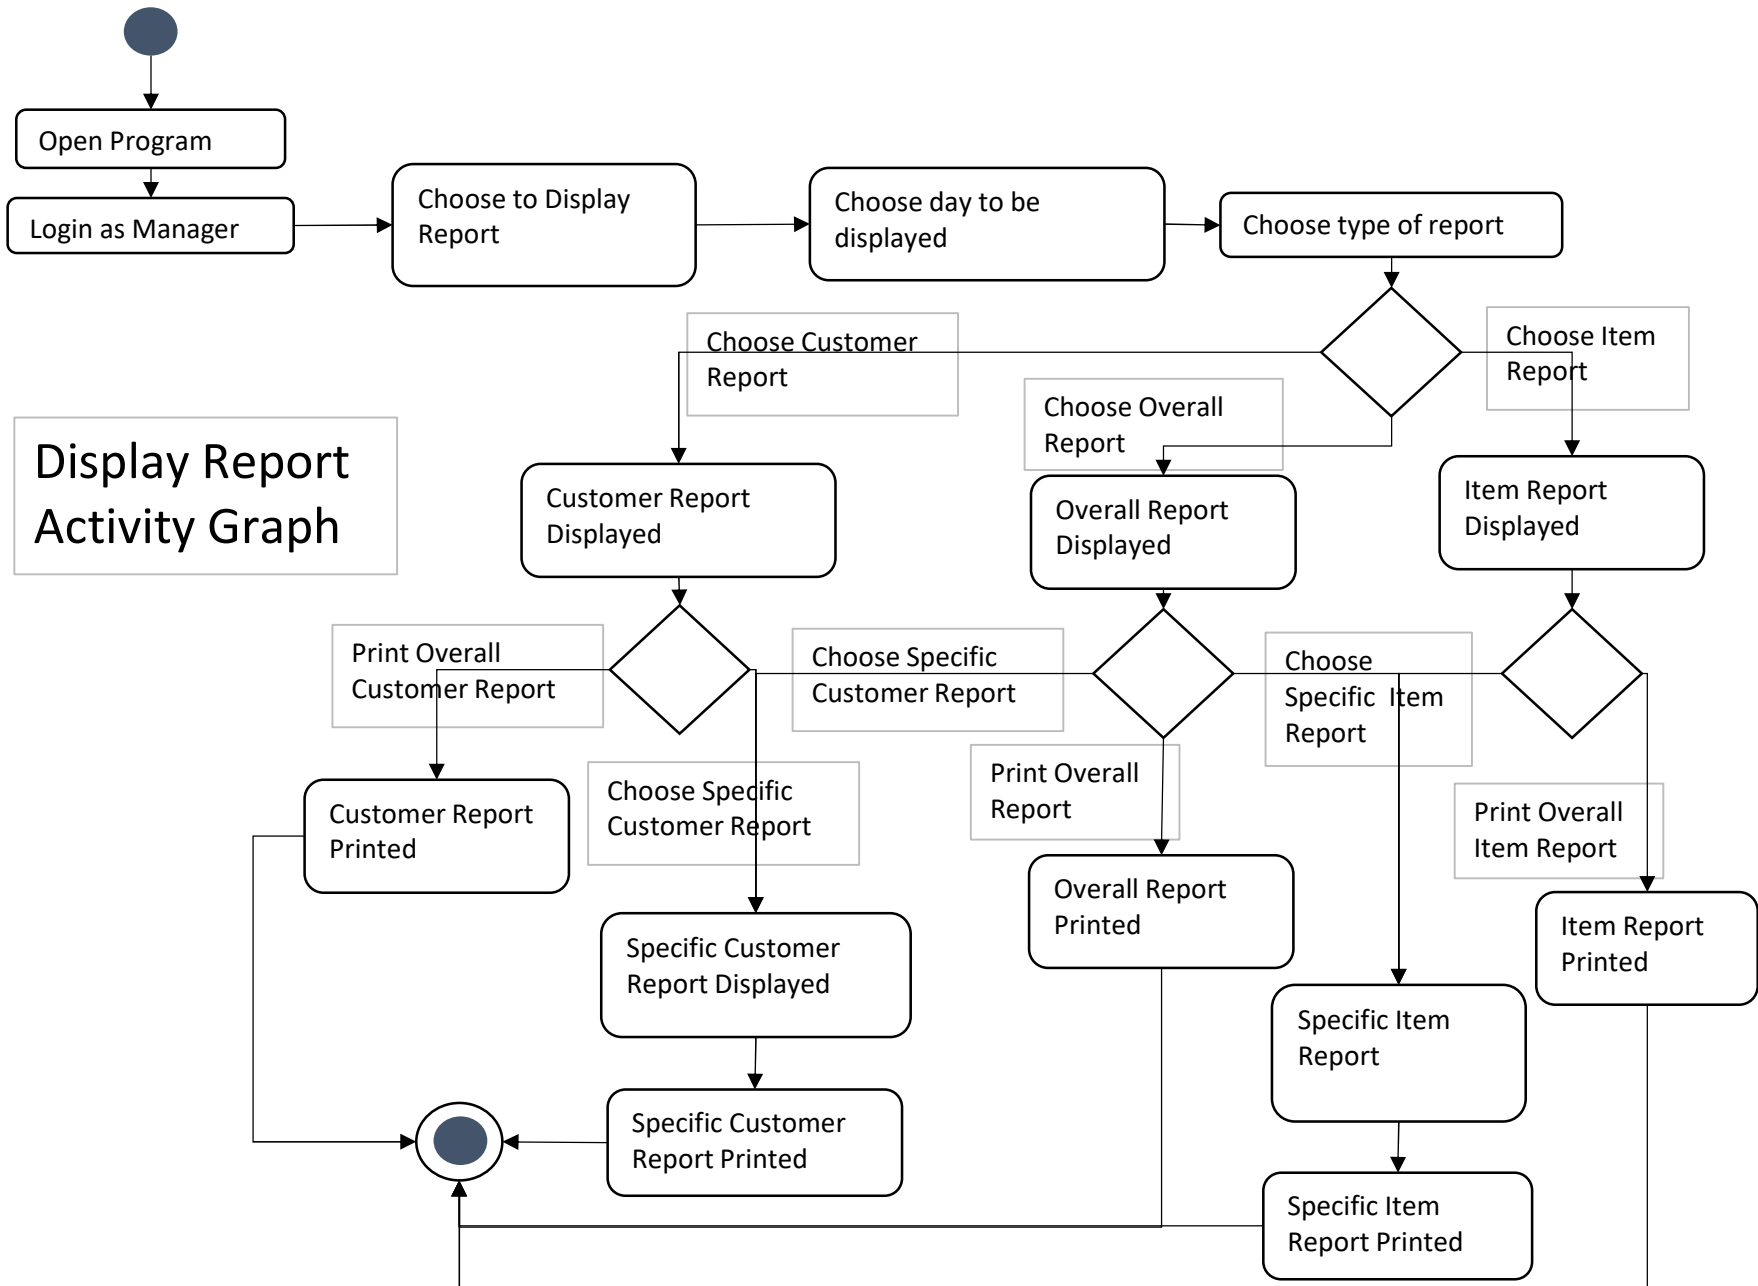 Open Program
Login as Manager
Choose to Display
Report
Choose day to be
displayed
Choose type of report
Choose Customer
Report
Choose Overall
Report
Choose Item
Report
Display Report
Activity Graph
Customer Report
Displayed
Overall Report
Displayed
Item Report
Displayed
Print Overall
Customer Report
Choose Specific
Customer Report
Choose
Specific  Item
Report
Customer Report
Printed
Choose Specific
Customer Report
Print Overall
Report
Print Overall
Item Report
Overall Report
Printed
Item Report
Printed
Specific Customer
Report Displayed
Specific Item
Report
Specific Customer
Report Printed
Specific Item
Report Printed